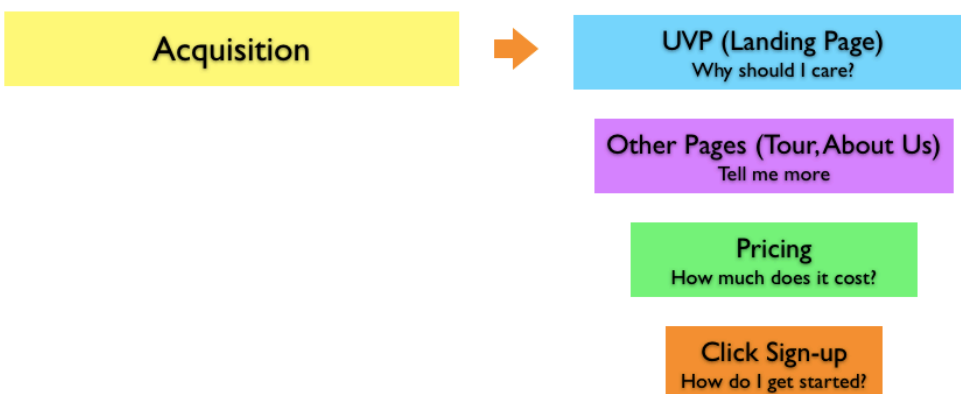 Acquisition
UVP (Landing Page)
Why should I care?
Other Pages (Tour, About Us)
Tell me more
Pricing
How much does it cost?
Click Sign-up
How do I get started?